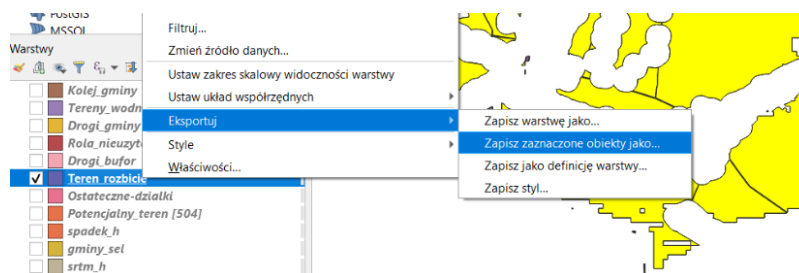 PostGIS
MSSQL
Warstwy
Kolej_gminy
Tereny_wodn
Drogi_gminy
Rola_nieuzyt
Drogi_bufor
Teren_rozbicie
Ostateczne-dzialki
Potencjalny_teren [504]
spadek_h
gminy_sel
srtm_h
Filtruj...
Zmień źródło danych...
Ustaw zakres skalowy widoczności warstwy
Ustaw układ współrzędnych
Eksportuj
Style
Właściwości...
Zapisz warstwę jako...
Zapisz zaznaczone obiekty jako...
Zapisz jako definicję warstwy...
Zapisz styl...